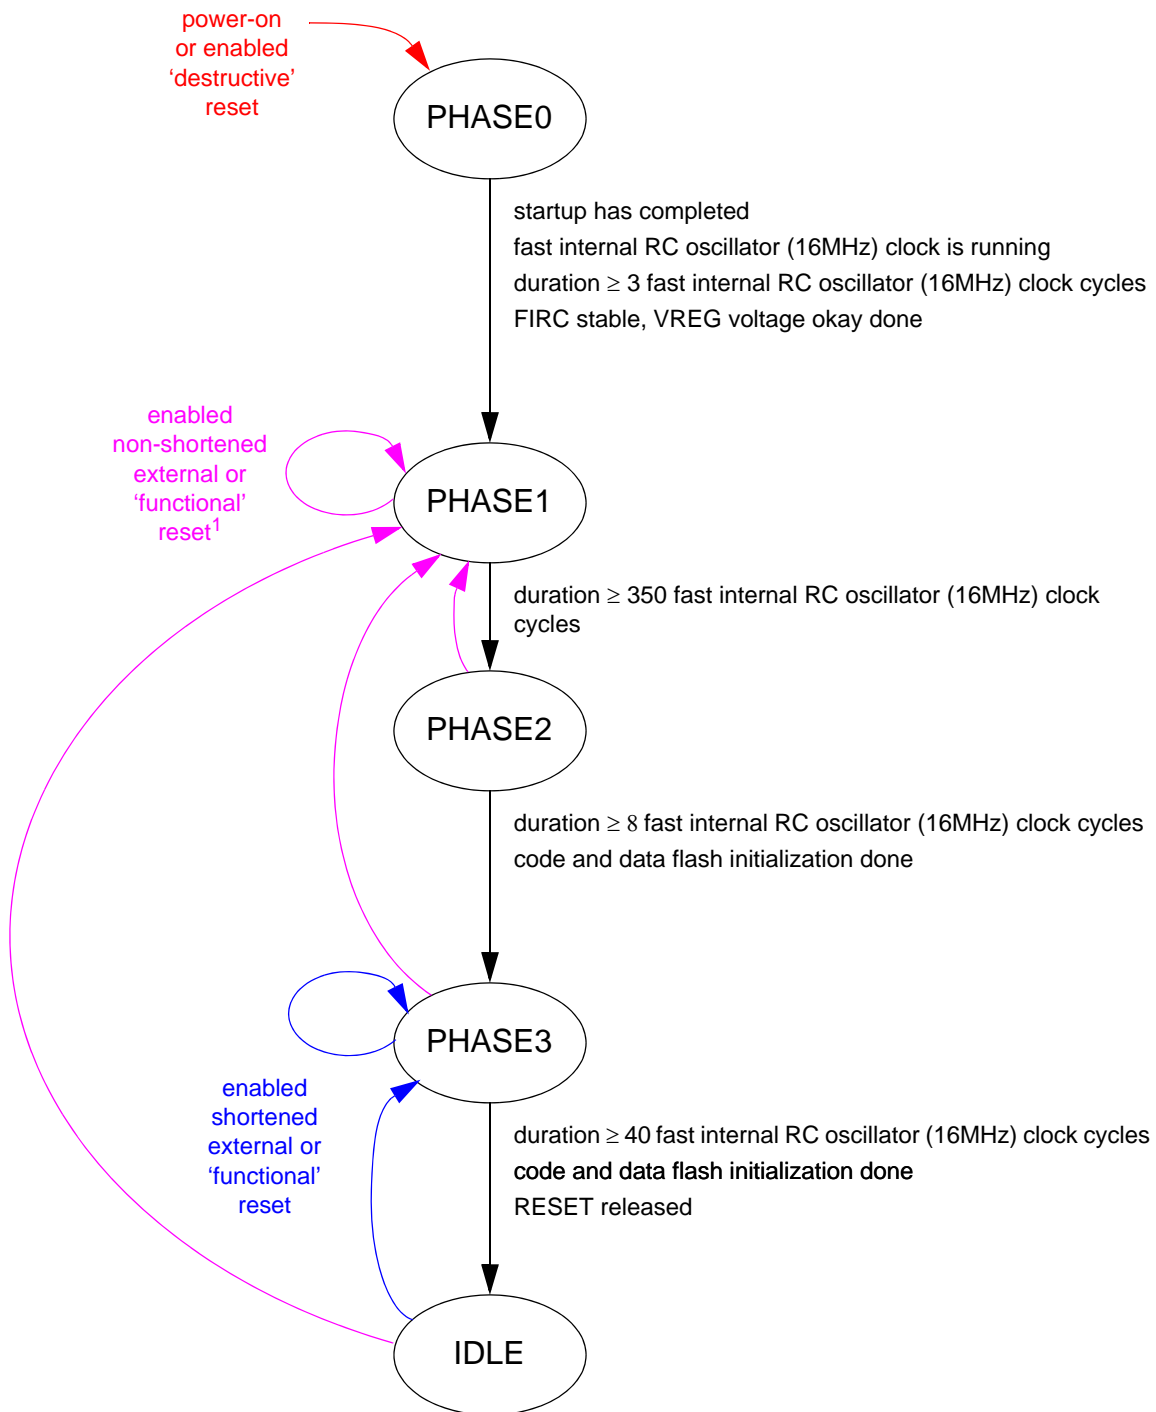 power-on
or enabled
‘destructive’
reset
PHASE0
startup has completed
fast internal RC oscillator (16MHz) clock is running
duration ≥ 3 fast internal RC oscillator (16MHz) clock cycles
FIRC stable, VREG voltage okay done
enabled
non-shortened
external or
‘functional’
reset1
PHASE1
duration ≥ 350 fast internal RC oscillator (16MHz) clock
cycles
PHASE2
duration ≥ 8 fast internal RC oscillator (16MHz) clock cycles
code and data flash initialization done
PHASE3
enabled
shortened
external or
‘functional’
reset
duration ≥ 40 fast internal RC oscillator (16MHz) clock cycles
code and data flash initialization done
RESET released
IDLE